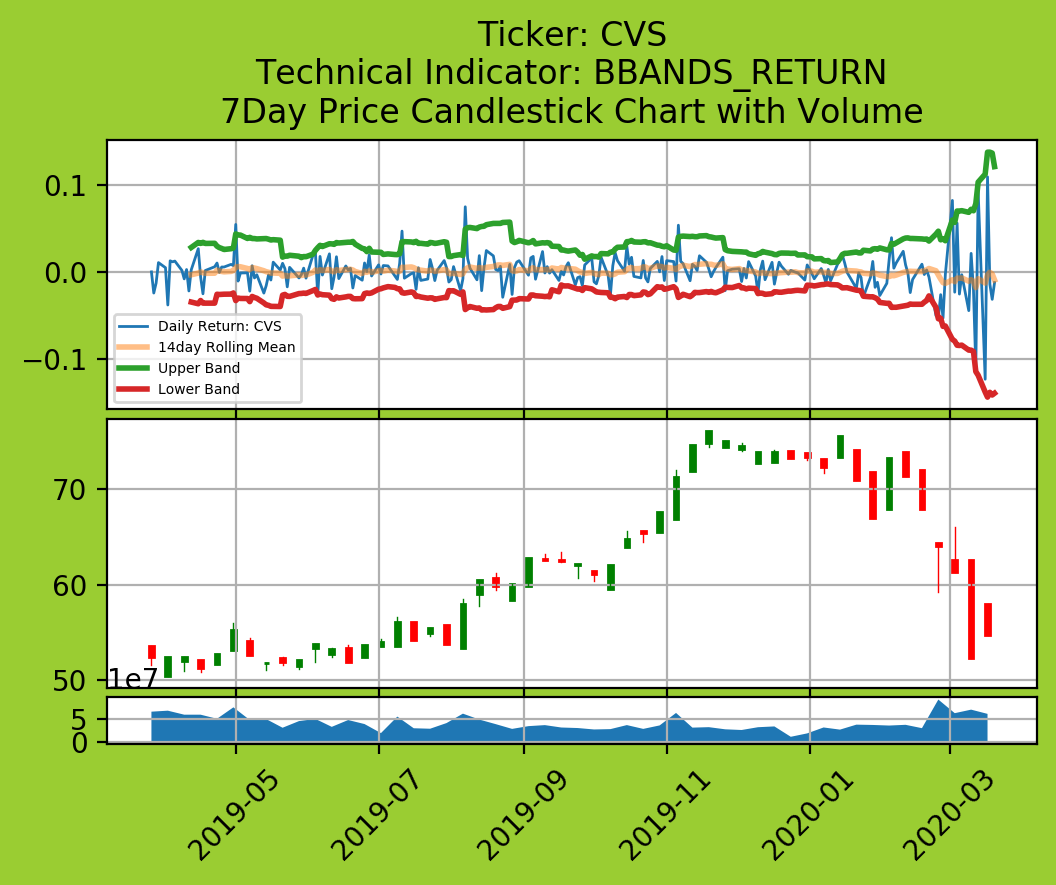 Ticker: CVS
Technical Indicator: BBANDS_RETURN
7Day Price Candlestick Chart with Volume
0.1
0.0
−0.1
Daily Return: CVS
14day Rolling Mean
Upper Band
Lower Band
70
60
50
1e7
5
0
2019-05
2019-07
2019-09
2019-11
2020-01
2020-03